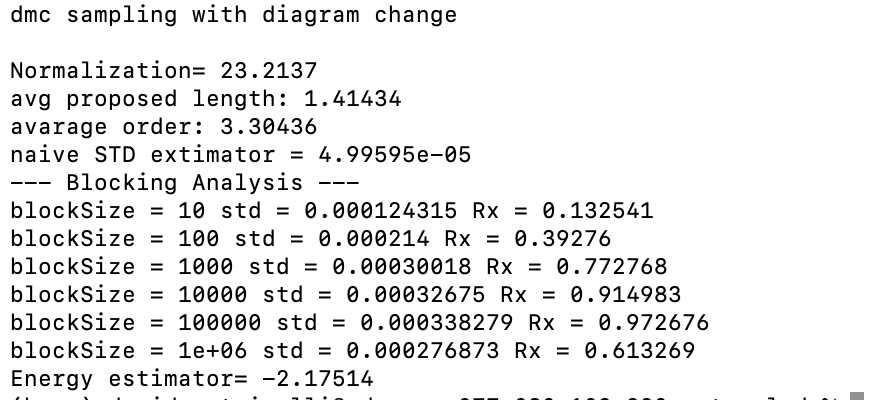 dmc sampling with diagram change
Normalization= 23.2137
avg proposed length: 1.41434
avarage order: 3.30436
naive STD extimator = 4.99595e-05
--- Blocking Analysis ---
blockSize = 10 std = 0.000124315 Rx = 0.132541
blockSize = 100 std = 0.000214 Rx = 0.39276
blockSize = 1000 std = 0.00030018 Rx = 0.772768
blockSize = 10000 std = 0.00032675 Rx = 0.914983
blockSize = 100000 std = 0.000338279 Rx = 0.972676
blockSize = 1e+06 std = 0.000276873 Rx = 0.613269
Energy estimator= -2.17514